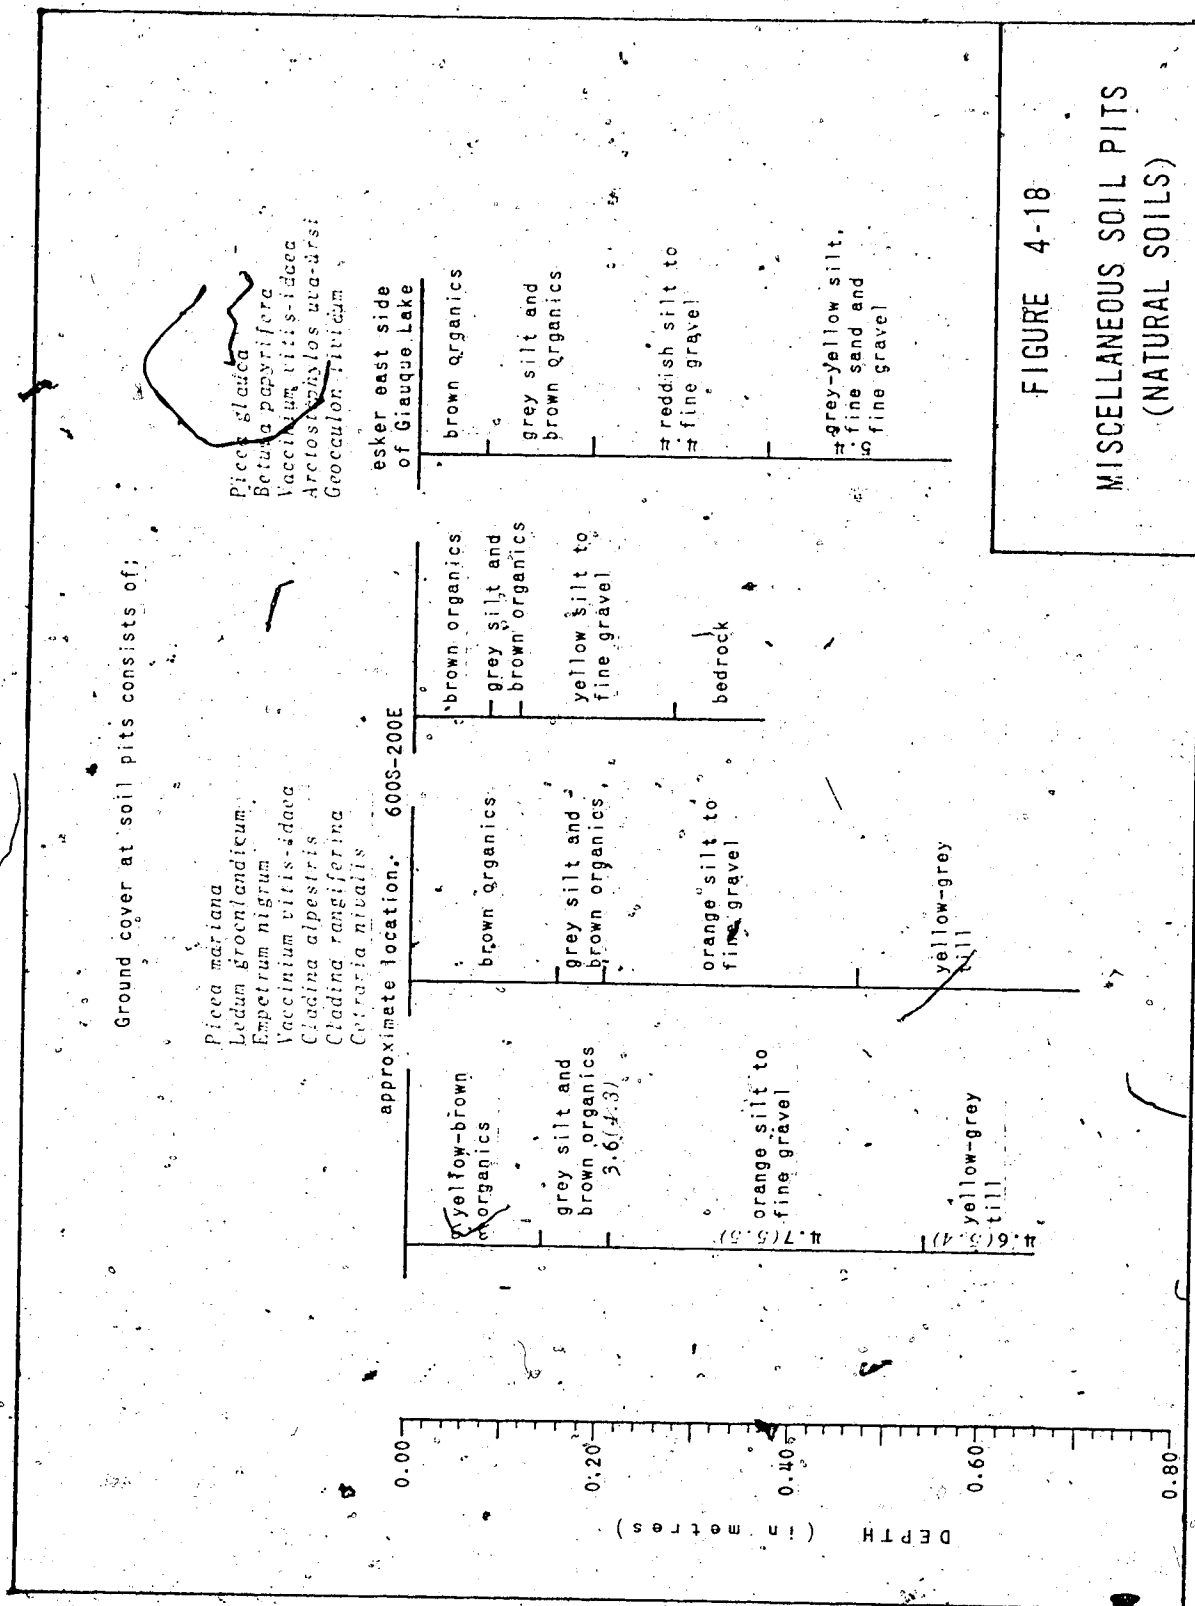 Ground cover at soil pits consists of:
Picea mariana
Ledum groenlandicum
Empetrum nigrum
Vaccinium vitis-idaea
Cladina alpestris
Cladina rangiferina
Cetraria nivalis
Picea glauca
Betula papyrifera
Vaccinium vitis-idaea
Arctostaphylos uva-ursi
Geocaulon lividum
approximate location.
600S-200E
esker east side
of Giauque Lake
DEPTH (in metres)
0.00
0.20
0.40
0.60
0.80
yellow-brown
organics
grey silt and
brown organics
3.6(4.3)
orange silt to
fine gravel
4.7(5.5)
yellow-grey
till
4.6(5.4)
brown organics
grey silt and
brown organics
orange silt to
fine gravel
yellow-grey
till
brown organics
grey silt and
brown organics
yellow silt to
fine gravel
bedrock
brown organics
grey silt and
brown organics
reddish silt to
fine gravel
4.4
grey-yellow silt,
fine sand and
fine gravel
5.4
FIGURE 4-18
MISCELLANEOUS SOIL PITS
(NATURAL SOILS)